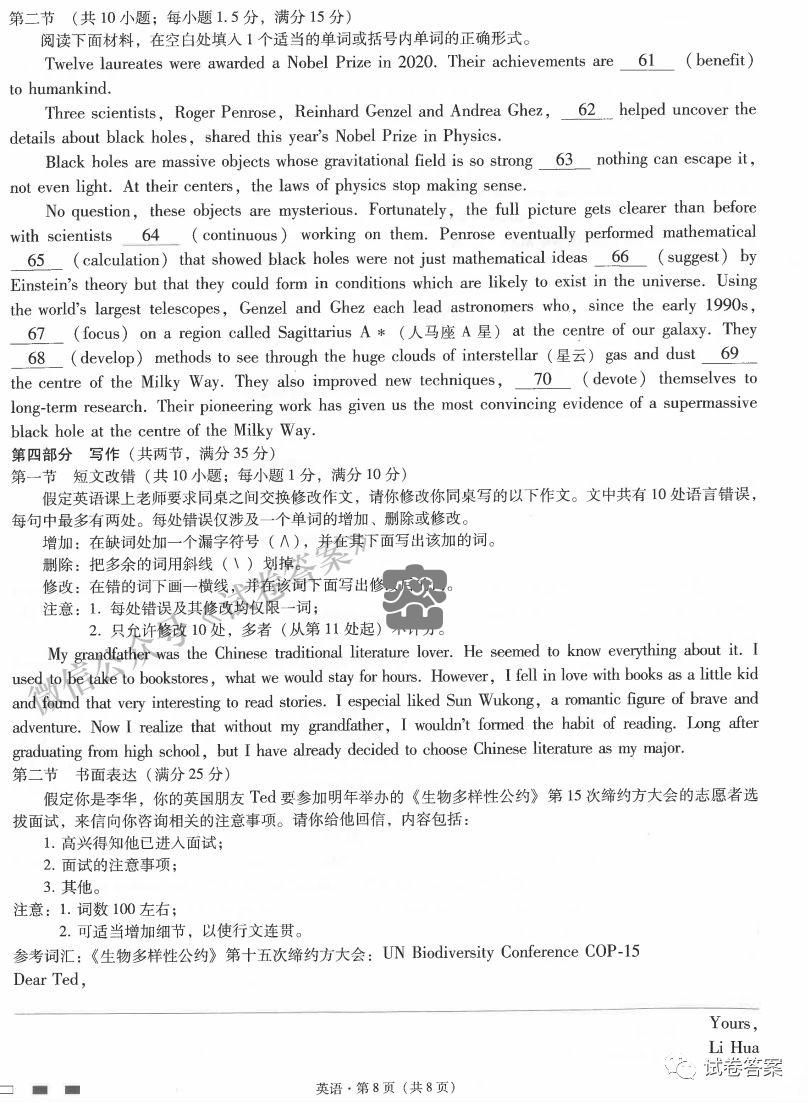 第二节 （共 10 小题；每小题 1.5 分，满分 15 分）
阅读下面材料，在空白处填入 1 个适当的单词或括号内单词的正确形式。
Twelve laureates were awarded a Nobel Prize in 2020. Their achievements are 61 (benefit)
to humankind.
Three scientists, Roger Penrose, Reinhard Genzel and Andrea Ghez, 62 helped uncover the
details about black holes, shared this year's Nobel Prize in Physics.
Black holes are massive objects whose gravitational field is so strong 63 nothing can escape it,
not even light. At their centers, the laws of physics stop making sense.
No question, these objects are mysterious. Fortunately, the full picture gets clearer than before
with scientists 64 (continuous) working on them. Penrose eventually performed mathematical
65 (calculation) that showed black holes were not just mathematical ideas 66 (suggest) by
Einstein's theory but that they could form in conditions which are likely to exist in the universe. Using
the world's largest telescopes, Genzel and Ghez each lead astronomers who, since the early 1990s,
67 (focus) on a region called Sagittarius A * （人马座 A 星） at the centre of our galaxy. They
68 (develop) methods to see through the huge clouds of interstellar（星云）gas and dust 69
the centre of the Milky Way. They also improved new techniques, 70 (devote) themselves to
long-term research. Their pioneering work has given us the most convincing evidence of a supermassive
black hole at the centre of the Milky Way.
第四部分 写作（共两节，满分 35 分）
第一节 短文改错（共 10 小题；每小题 1 分，满分 10 分）
假定英语课上老师要求同桌之间交换修改作文，请你修改你同桌写的以下作文。文中共有 10 处语言错误，
每句中最多有两处。每处错误仅涉及一个单词的增加、删除或修改。
增加：在缺词处加一个漏字符号（∧），并在其下面写出该加的词。
删除：把多余的词用斜线（\）划掉。
修改：在错的词下画一横线，并在该词下面写出修 。
注意：1. 每处错误及其修改均仅限一词；
2. 只允许修改 10 处，多者（从第 11 处起）不计分。
My grandfather was the Chinese traditional literature lover. He seemed to know everything about it. I
used to be take to bookstores, what we would stay for hours. However, I fell in love with books as a little kid
and found that very interesting to read stories. I especial liked Sun Wukong, a romantic figure of brave and
adventure. Now I realize that without my grandfather, I wouldn't formed the habit of reading. Long after
graduating from high school, but I have already decided to choose Chinese literature as my major.
第二节 书面表达（满分 25 分）
假定你是李华，你的英国朋友 Ted 要参加明年举办的《生物多样性公约》第 15 次缔约方大会的志愿者选
拔面试，来信向你咨询相关的注意事项。请你给他回信，内容包括：
1. 高兴得知他已进入面试；
2. 面试的注意事项；
3. 其他。
注意：1. 词数 100 左右；
2. 可适当增加细节，以使行文连贯。
参考词汇：《生物多样性公约》第十五次缔约方大会：UN Biodiversity Conference COP-15
Dear Ted,
Yours,
Li Hua
英语·第 8 页（共 8 页）
微信公众号《试卷答案》
试卷答案